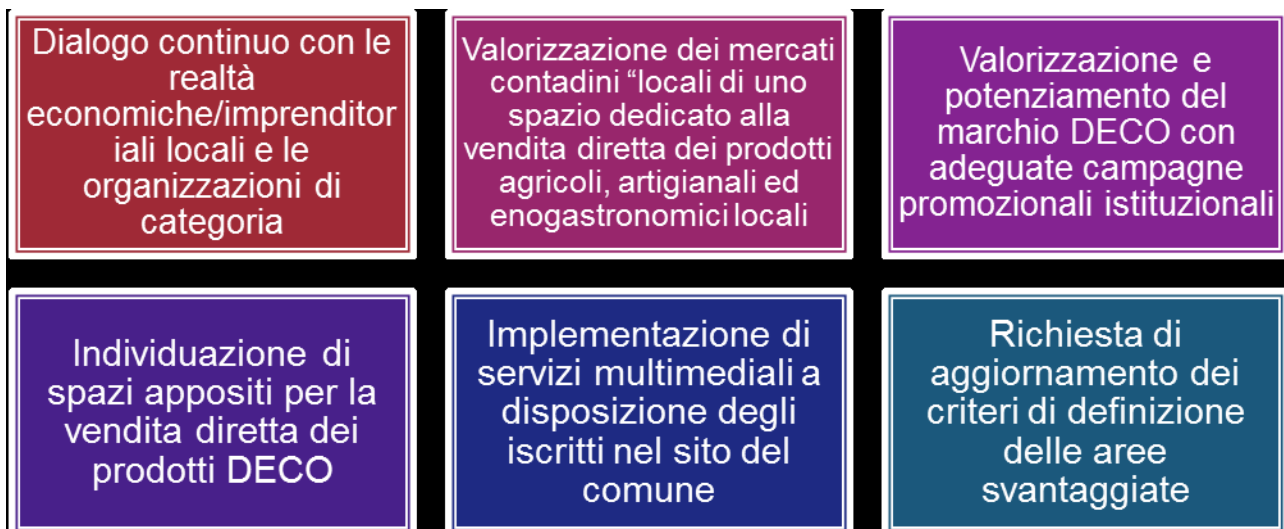 Dialogo continuo con le
realtà
economiche/imprenditor
iali locali e le
organizzazioni di
categoria
Valorizzazione dei mercati
contadini “locali di uno
spazio dedicato alla
vendita diretta dei prodotti
agricoli, artigianali ed
enogastronomici locali
Valorizzazione e
potenziamento del
marchio DECO con
adeguate campagne
promozionali istituzionali
Individuazione di
spazi appositi per la
vendita diretta dei
prodotti DECO
Implementazione di
servizi multimediali a
disposizione degli
iscritti nel sito del
comune
Richiesta di
aggiornamento dei
criteri di definizione
delle aree
svantaggiate